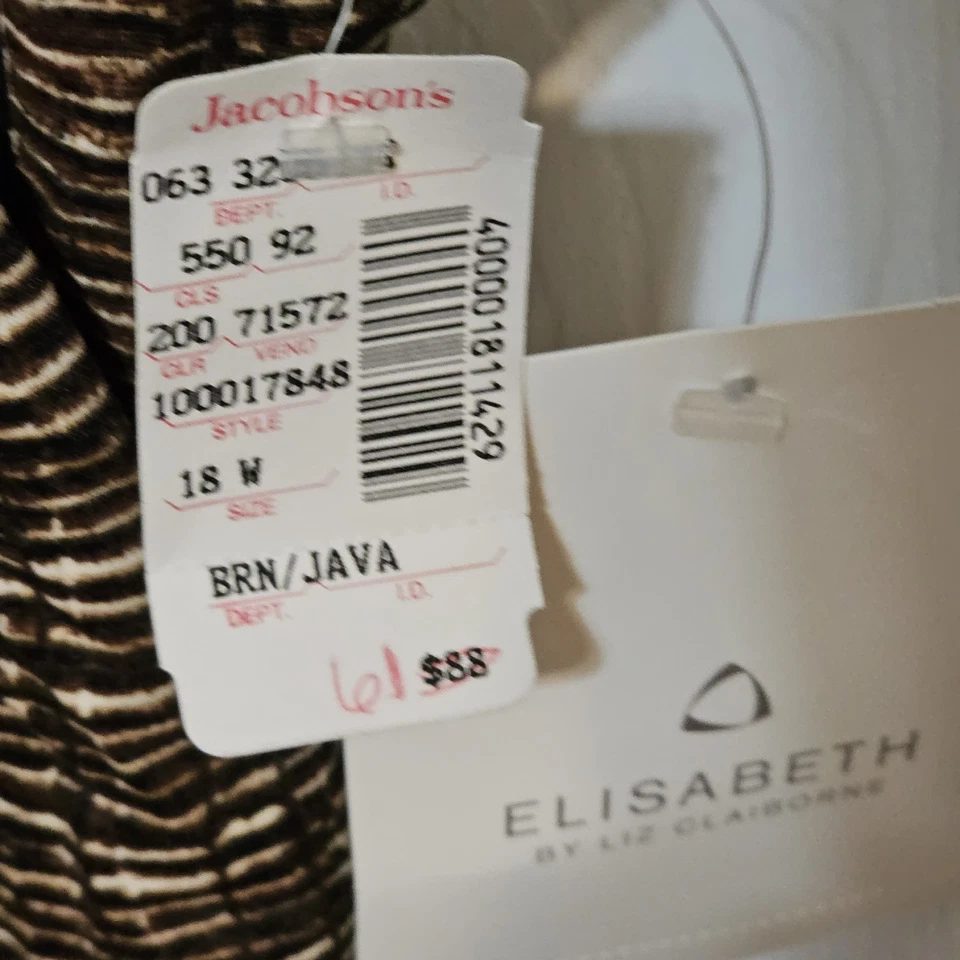 Jacobson's
063 32
DEPT. I.D.
550 92
CLS
200 71572
CLR VEND
100017848
STYLE
18 W
SIZE
400001811429
BRN/JAVA
DEPT. I.D.
61 $88
ELISABETH
BY LIZ CLAIBORNE